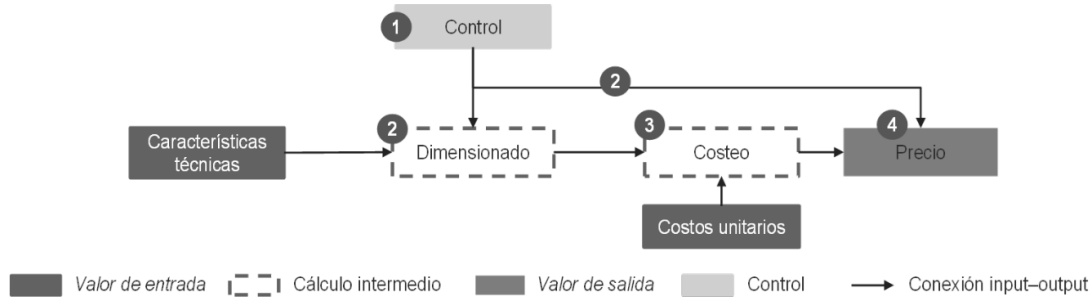 1
Control
2
Características
técnicas
2
Dimensionado
3
Costeo
4
Precio
Costos unitarios
Valor de entrada
Cálculo intermedio
Valor de salida
Control
Conexión input–output